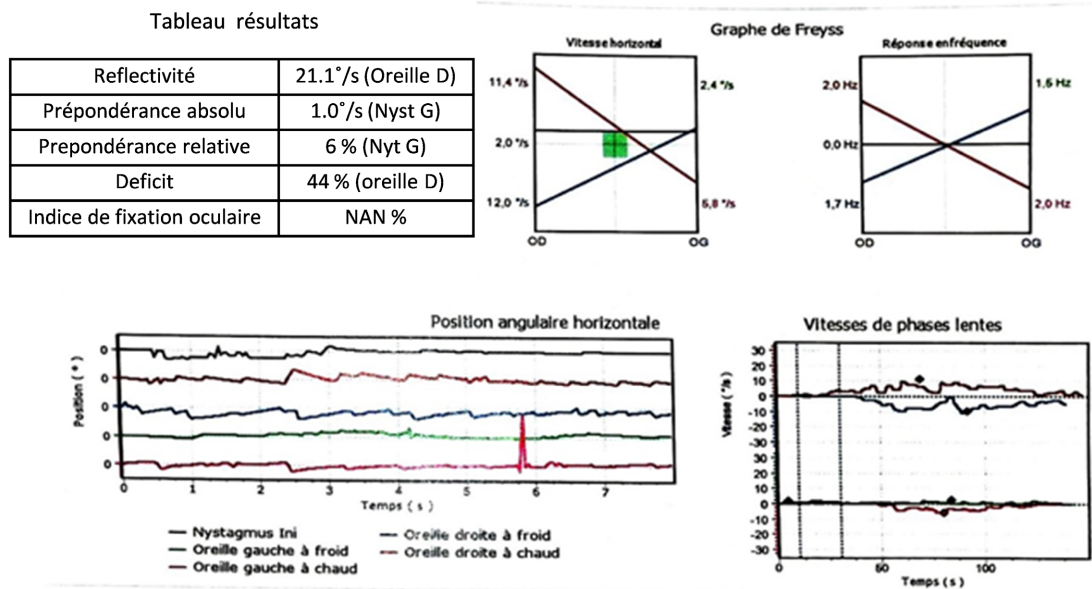 Tableau résultats
Reflectivité 21.1°/s (Oreille D)
Prépondérance absolu 1.0°/s (Nyst G)
Prepondérance relative 6 % (Nyt G)
Deficit 44 % (oreille D)
Indice de fixation oculaire NAN %
Graphe de Freyss
Vitesse horizontal
11,4 °/s 2,4 °/s
2,0 °/s
12,0 °/s 5,8 °/s
OD OG
Réponse enfréquence
2,0 Hz 1,5 Hz
0,0 Hz
1,7 Hz 2,0 Hz
OD OG
Position angulaire horizontale
Position (°)
0
0
0
0
0
0 1 2 3 4 5 6 7
Temps (s)
Nystagmus Ini
Oreille gauche à froid
Oreille gauche à chaud
Oreille droite à froid
Oreille droite à chaud
Vitesses de phases lentes
Vitesse (°/s)
30
20
10
0
-10
-20
30
20
10
0
-10
-20
-30
50 100
Temps (s)